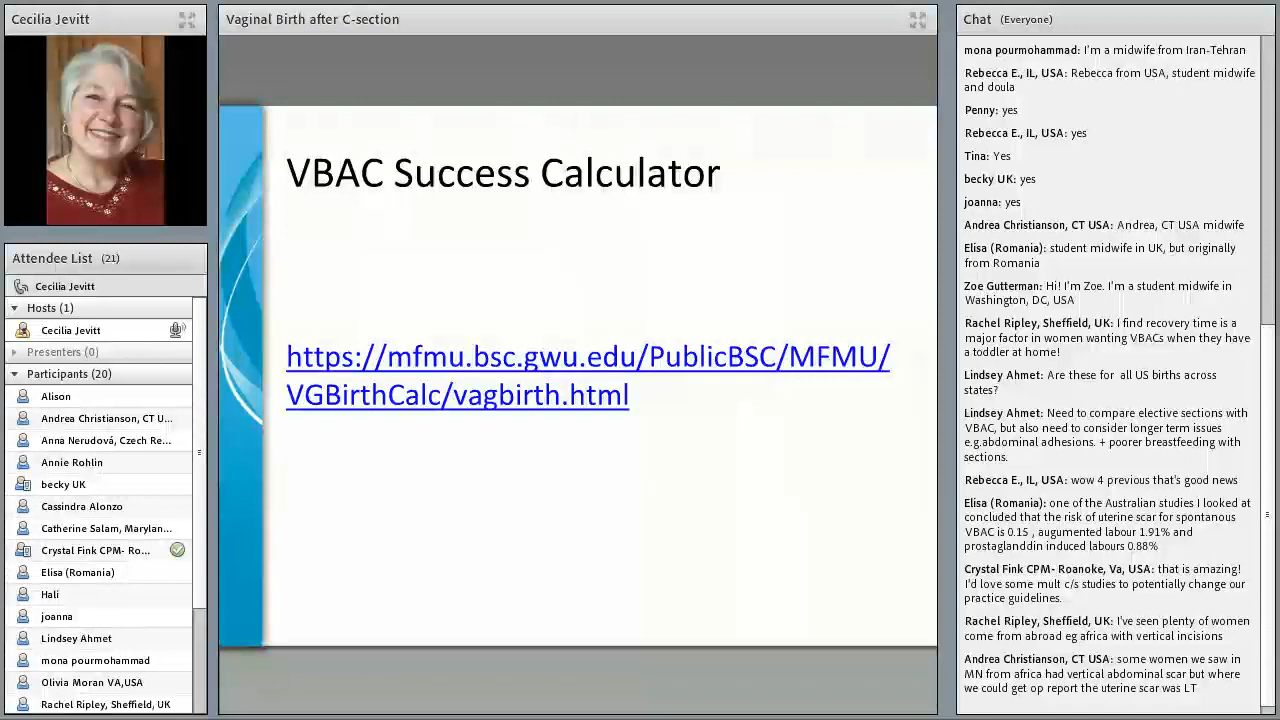 Cecilia Jevitt
Attendee List (21)
Cecilia Jevitt
Hosts (1)
Cecilia Jevitt
Presenters (0)
Participants (20)
Alison
Andrea Christianson, CT U...
Anna Nerudová, Czech Re...
Annie Rohlin
becky UK
Cassindra Alonzo
Catherine Salam, Marylan...
Crystal Fink CPM- Ro...
Elisa (Romania)
Hali
joanna
Lindsey Ahmet
mona pourmohammad
Olivia Moran VA,USA
Rachel Ripley, Sheffield, UK
Vaginal Birth after C-section
VBAC Success Calculator
https://mfmu.bsc.gwu.edu/PublicBSC/MFMU/
VGBirthCalc/vagbirth.html
Chat (Everyone)
mona pourmohammad: I'm a midwife from Iran-Tehran
Rebecca E., IL, USA: Rebecca from USA, student midwife
and doula
Penny: yes
Rebecca E., IL, USA: yes
Tina: Yes
becky UK: yes
joanna: yes
Andrea Christianson, CT USA: Andrea, CT USA midwife
Elisa (Romania): student midwife in UK, but originally
from Romania
Zoe Gutterman: Hi! I'm Zoe. I'm a student midwife in
Washington, DC, USA
Rachel Ripley, Sheffield, UK: I find recovery time is a
major factor in women wanting VBACs when they have
a toddler at home!
Lindsey Ahmet: Are these for all US births across
states?
Lindsey Ahmet: Need to compare elective sections with
VBAC, but also need to consider longer term issues
e.g.abdominal adhesions. + poorer breastfeeding with
sections.
Rebecca E., IL, USA: wow 4 previous that's good news
Elisa (Romania): one of the Australian studies I looked at
concluded that the risk of uterine scar for spontanous
VBAC is 0.15 , augumented labour 1.91% and
prostaglanddin induced labours 0.88%
Crystal Fink CPM- Roanoke, Va, USA: that is amazing!
I'd love some mult c/s studies to potentially change our
practice guidelines.
Rachel Ripley, Sheffield, UK: I've seen plenty of women
come from abroad eg africa with vertical incisions
Andrea Christianson, CT USA: some women we saw in
MN from africa had vertical abdominal scar but where
we could get op report the uterine scar was LT